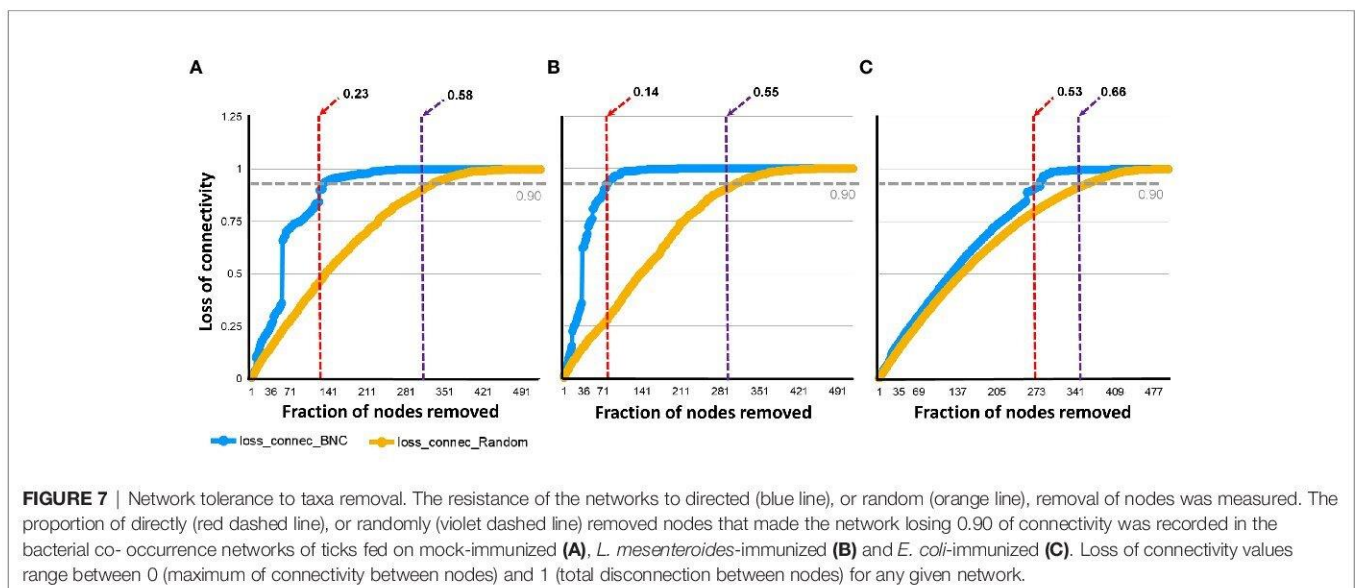 A
B
C
0.23
0.58
0.14
0.55
0.53
0.66
Loss of connectivity
1.25
1
0.75
0.5
0.25
0
0.90
0.90
0.90
1 36 71 141 211 281 351 421 491
1 36 71 141 211 281 351 421 491
1 35 69 137 205 273 341 409 477
Fraction of nodes removed
Fraction of nodes removed
Fraction of nodes removed
loss_connec_BNC
loss_connec_Random
FIGURE 7 | Network tolerance to taxa removal. The resistance of the networks to directed (blue line), or random (orange line), removal of nodes was measured. The
proportion of directly (red dashed line), or randomly (violet dashed line) removed nodes that made the network losing 0.90 of connectivity was recorded in the
bacterial co- occurrence networks of ticks fed on mock-immunized (A), L. mesenteroides-immunized (B) and E. coli-immunized (C). Loss of connectivity values
range between 0 (maximum of connectivity between nodes) and 1 (total disconnection between nodes) for any given network.